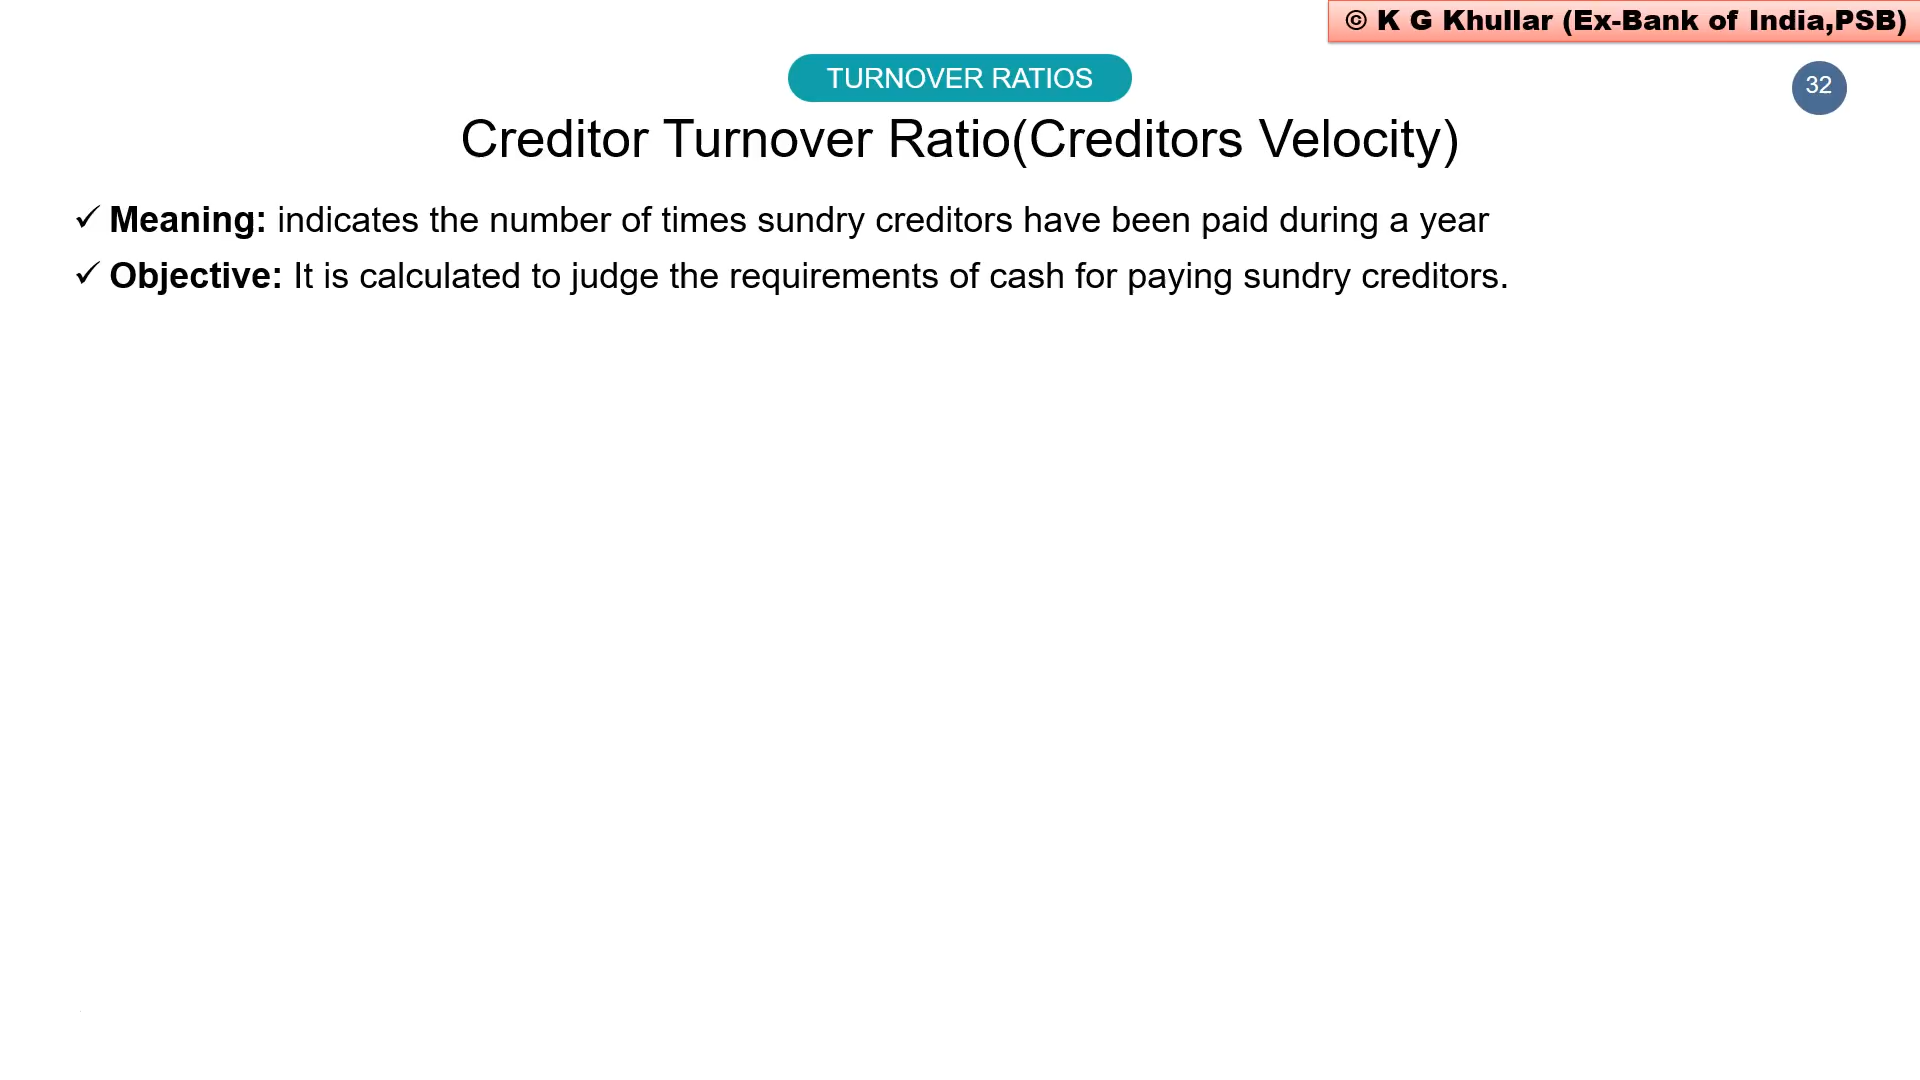 © K G Khullar (Ex-Bank of India,PSB)
TURNOVER RATIOS
32
Creditor Turnover Ratio(Creditors Velocity)
✓ Meaning: indicates the number of times sundry creditors have been paid during a year
✓ Objective: It is calculated to judge the requirements of cash for paying sundry creditors.